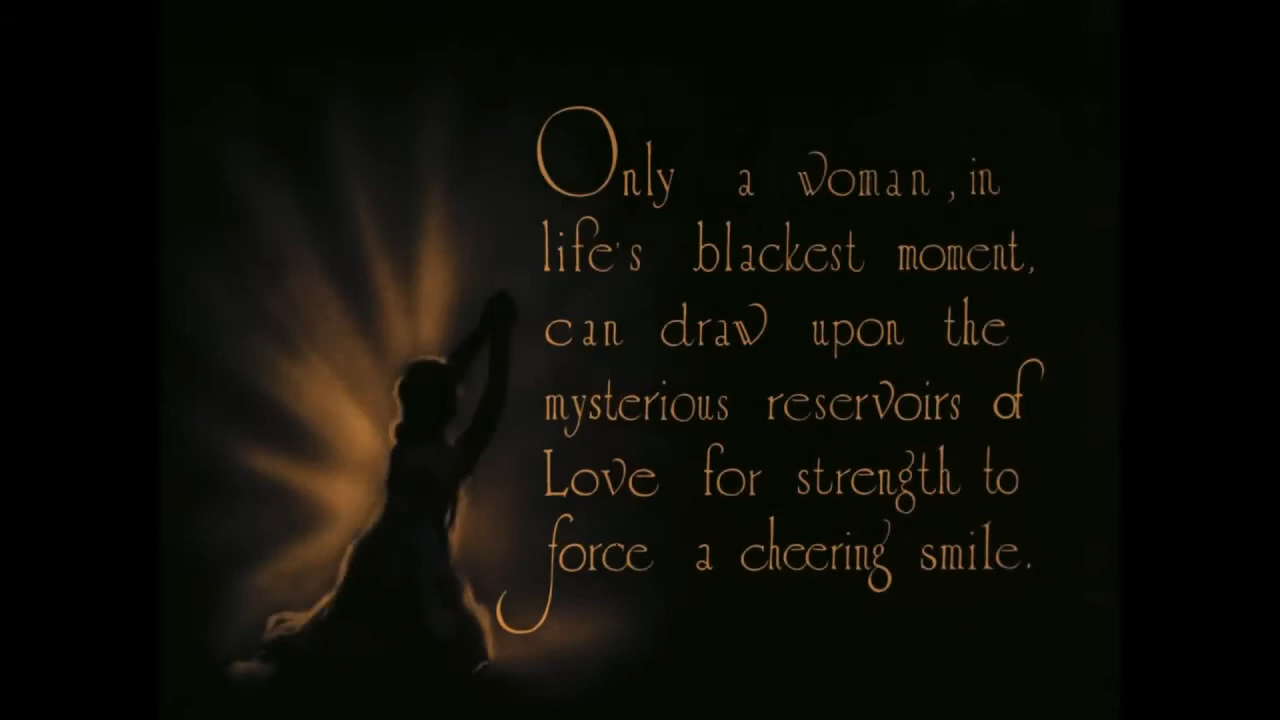 Only a woman, in
life's blackest moment,
can draw upon the
mysterious reservoirs of
Love for strength to
force a cheering smile.